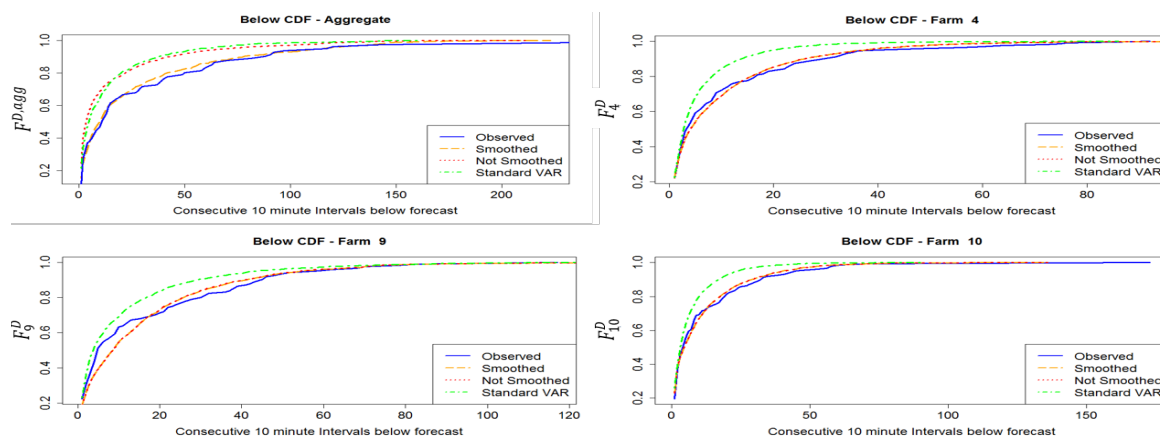 Below CDF - Aggregate
F^{D,agg}
0.2 0.4 0.6 0.8 1.0
Observed
Smoothed
Not Smoothed
Standard VAR
0 50 100 150 200
Consecutive 10 minute Intervals below forecast
Below CDF - Farm 4
F_4^D
0.2 0.4 0.6 0.8 1.0
Observed
Smoothed
Not Smoothed
Standard VAR
0 20 40 60 80
Consecutive 10 minute Intervals below forecast
Below CDF - Farm 9
F_9^D
0.2 0.4 0.6 0.8 1.0
Observed
Smoothed
Not Smoothed
Standard VAR
0 20 40 60 80 100 120
Consecutive 10 minute Intervals below forecast
Below CDF - Farm 10
F_{10}^D
0.2 0.4 0.6 0.8 1.0
Observed
Smoothed
Not Smoothed
Standard VAR
0 50 100 150
Consecutive 10 minute Intervals below forecast